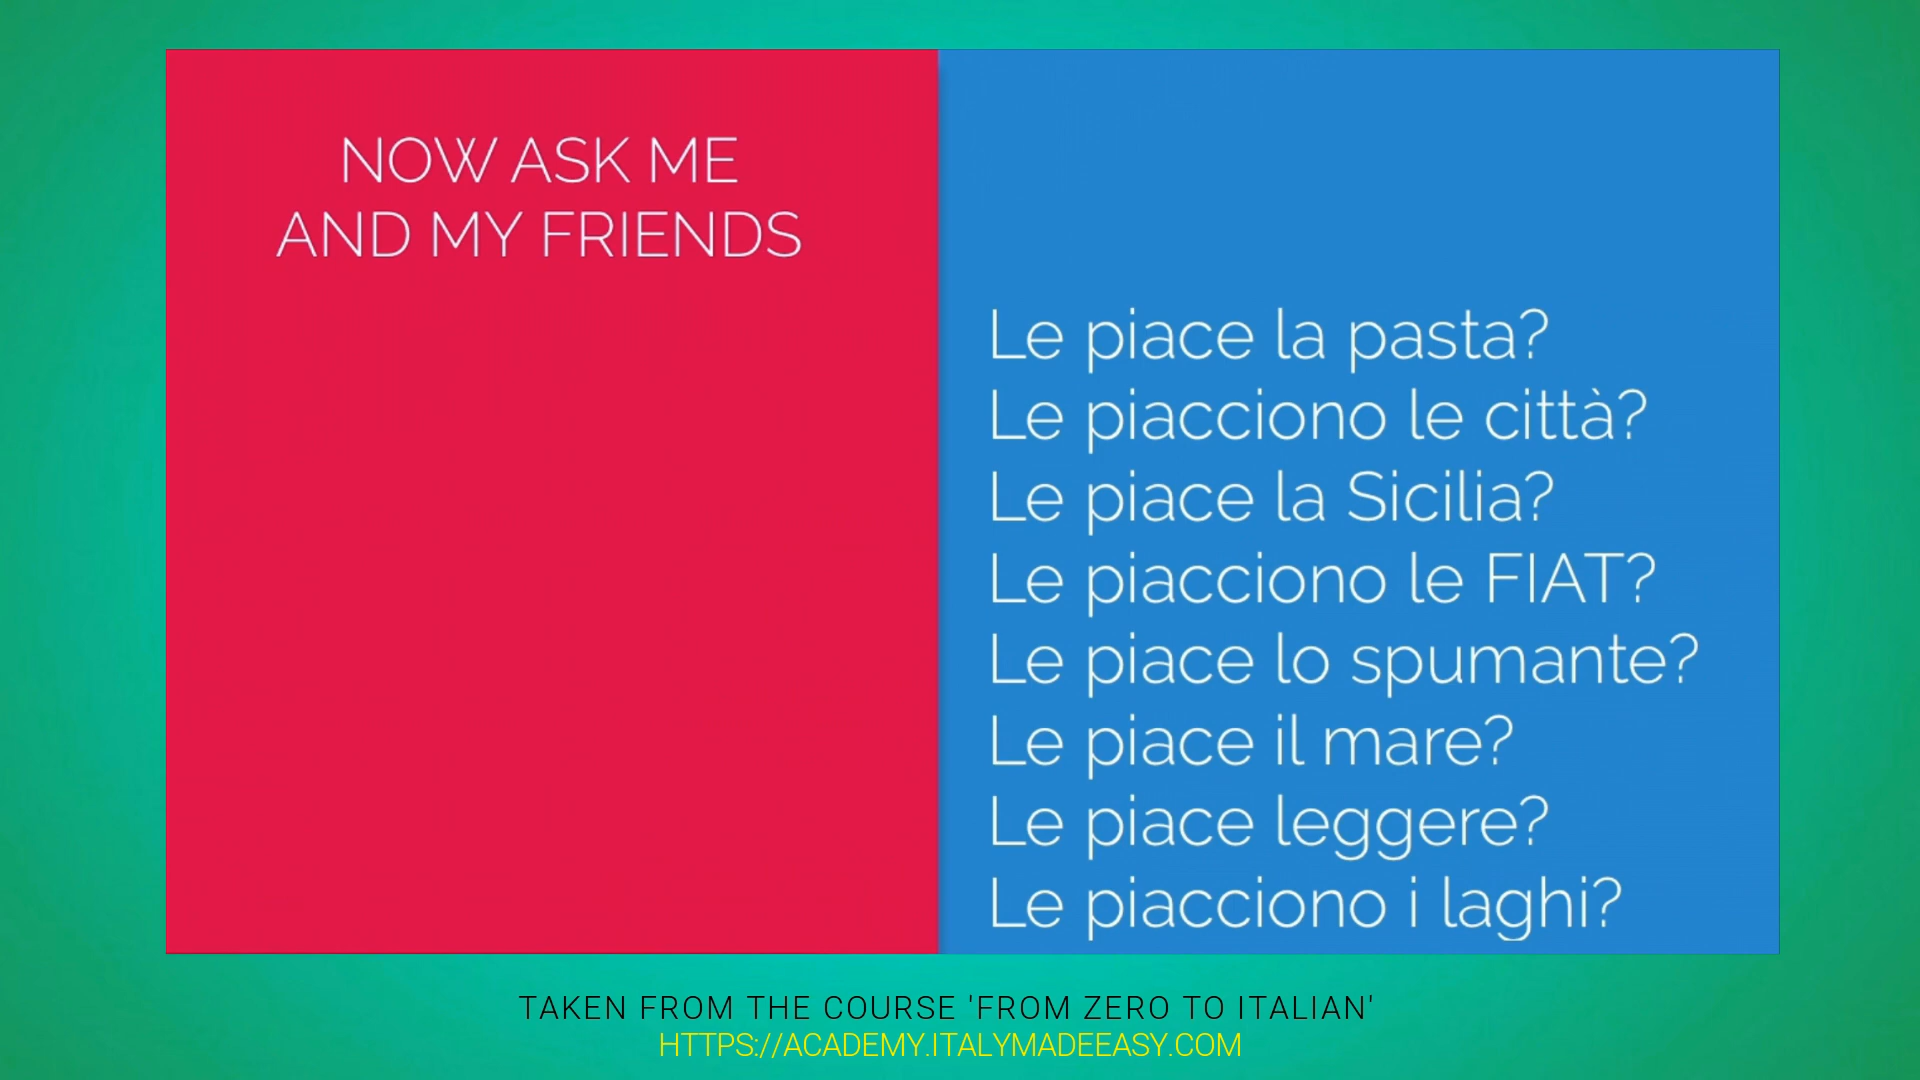 NOW ASK ME
AND MY FRIENDS
Le piace la pasta?
Le piacciono le città?
Le piace la Sicilia?
Le piacciono le FIAT?
Le piace lo spumante?
Le piace il mare?
Le piace leggere?
Le piacciono i laghi?
TAKEN FROM THE COURSE 'FROM ZERO TO ITALIAN'
HTTPS://ACADEMY.ITALYMADEEASY.COM